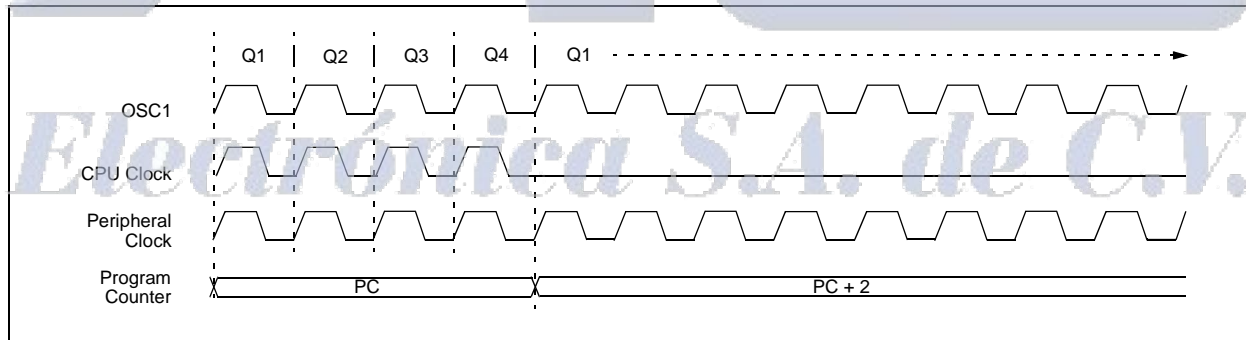 Q1 Q2 Q3 Q4 Q1
OSC1
Electrónica S.A. de C.V.
CPU Clock
Peripheral
Clock
Program
Counter
PC
PC + 2